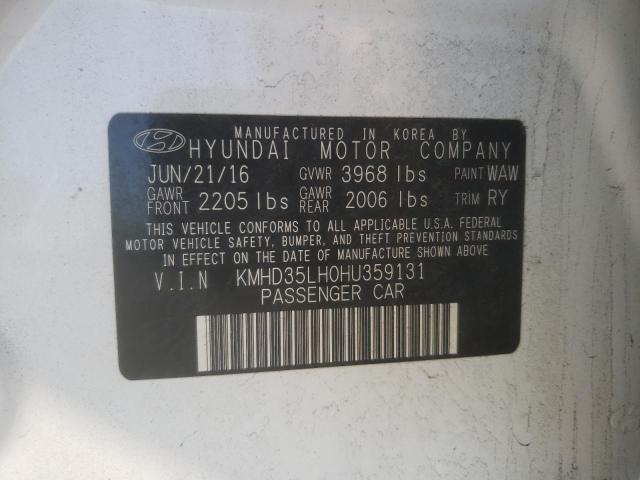 MANUFACTURED IN KOREA BY
HYUNDAI MOTOR COMPANY
JUN/21/16 GVWR 3968 lbs PAINT WAW
GAWR FRONT 2205 lbs GAWR REAR 2006 lbs TRIM RY
THIS VEHICLE CONFORMS TO ALL APPLICABLE U.S.A. FEDERAL
MOTOR VEHICLE SAFETY, BUMPER, AND THEFT PREVENTION STANDARDS
IN EFFECT ON THE DATE OF MANUFACTURE SHOWN ABOVE
V.I.N KMHD35LH0HU359131
PASSENGER CAR